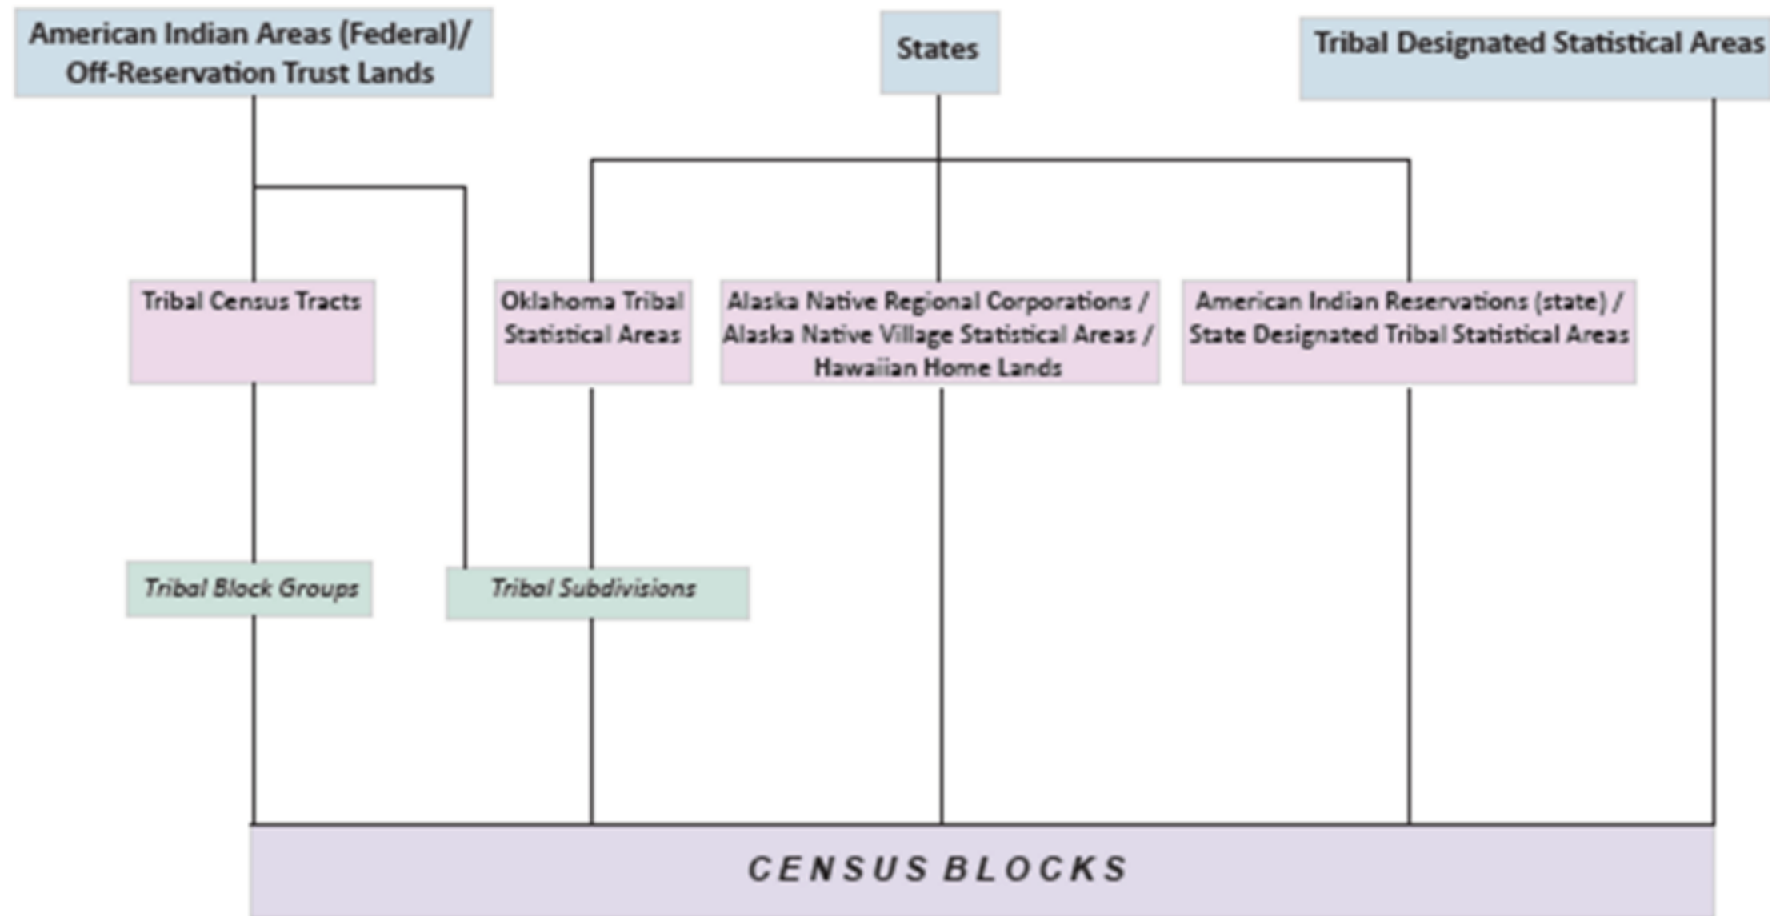 American Indian Areas (Federal)/
Off-Reservation Trust Lands
States
Tribal Designated Statistical Areas
Tribal Census Tracts
Oklahoma Tribal
Statistical Areas
Alaska Native Regional Corporations /
Alaska Native Village Statistical Areas /
Hawaiian Home Lands
American Indian Reservations (state) /
State Designated Tribal Statistical Areas
Tribal Block Groups
Tribal Subdivisions
CENSUS BLOCKS